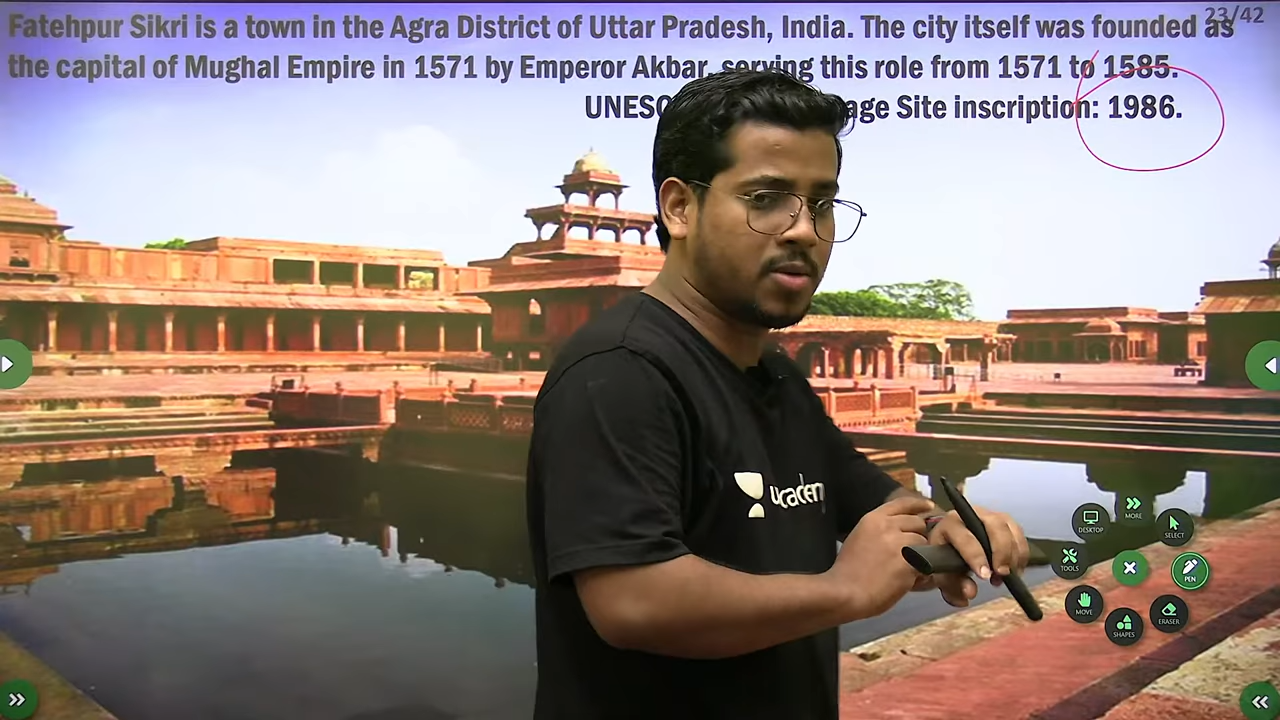 23/42
Fatehpur Sikri is a town in the Agra District of Uttar Pradesh, India. The city itself was founded as
the capital of Mughal Empire in 1571 by Emperor Akbar, serving this role from 1571 to 1585.
Site inscription: 1986.
MORE
DESKTOP
SELECT
TOOLS
PEN
MOVE
ERASER
SHAPES